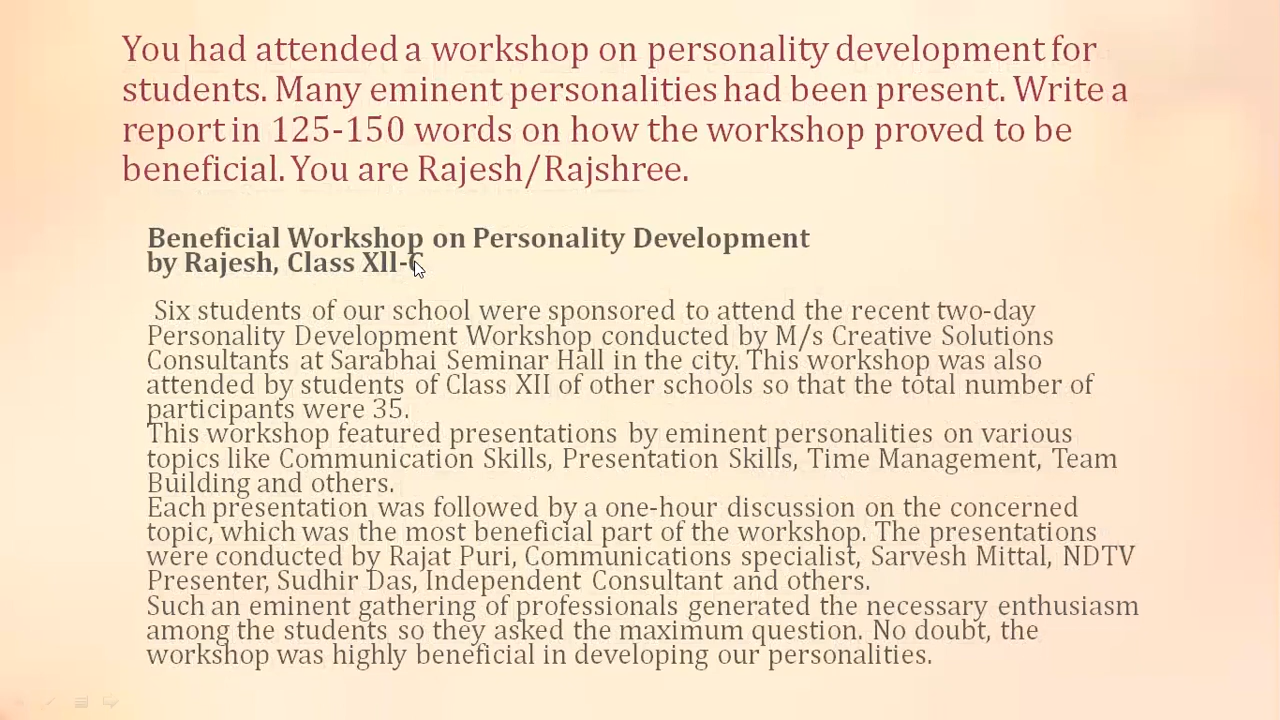 You had attended a workshop on personality development for
students. Many eminent personalities had been present. Write a
report in 125-150 words on how the workshop proved to be
beneficial. You are Rajesh/Rajshree.
Beneficial Workshop on Personality Development
by Rajesh, Class Xll-C
Six students of our school were sponsored to attend the recent two-day
Personality Development Workshop conducted by M/s Creative Solutions
Consultants at Sarabhai Seminar Hall in the city. This workshop was also
attended by students of Class XII of other schools so that the total number of
participants were 35.
This workshop featured presentations by eminent personalities on various
topics like Communication Skills, Presentation Skills, Time Management, Team
Building and others.
Each presentation was followed by a one-hour discussion on the concerned
topic, which was the most beneficial part of the workshop. The presentations
were conducted by Rajat Puri, Communications specialist, Sarvesh Mittal, NDTV
Presenter, Sudhir Das, Independent Consultant and others.
Such an eminent gathering of professionals generated the necessary enthusiasm
among the students so they asked the maximum question. No doubt, the
workshop was highly beneficial in developing our personalities.